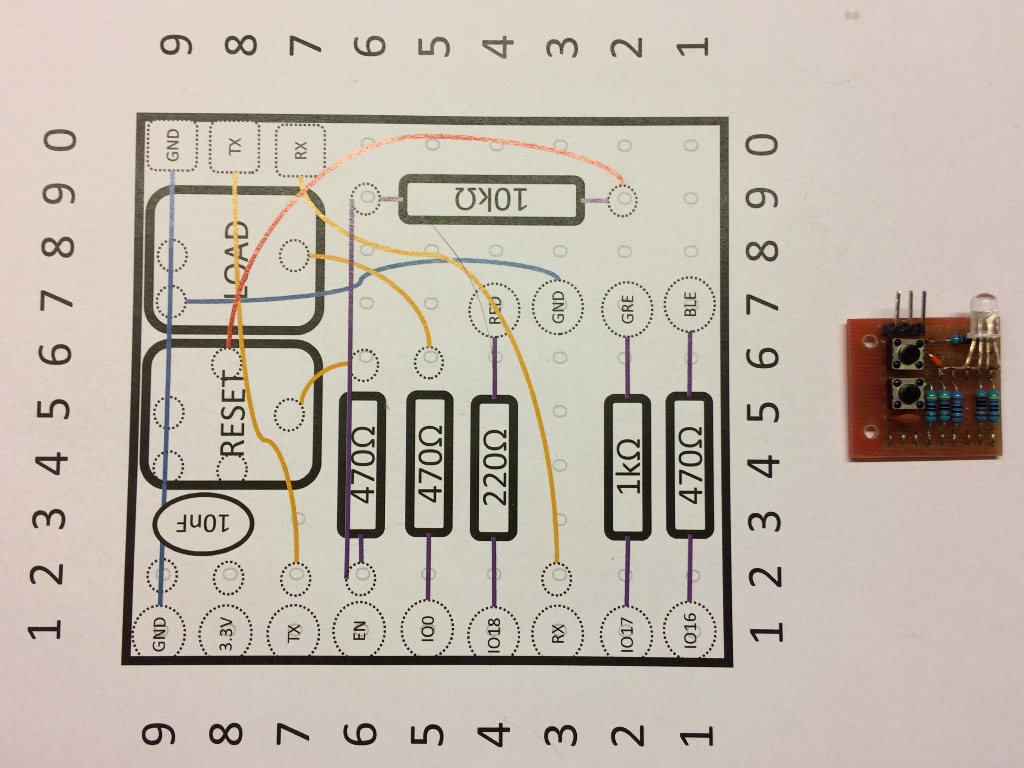 1 2 3 4 5 6 7 8 9
1 IO16 IO17 RX IO18 IO0 EN TX 3.3V GND 1
2 2
3 10nF 3
4 470Ω 1kΩ 220Ω 470Ω 470Ω RESET 4
5 5
6 6
7 BLE GRE GND RED 7
8 LOAD 8
9 10kΩ 9
0 RX TX GND 0
1 2 3 4 5 6 7 8 9